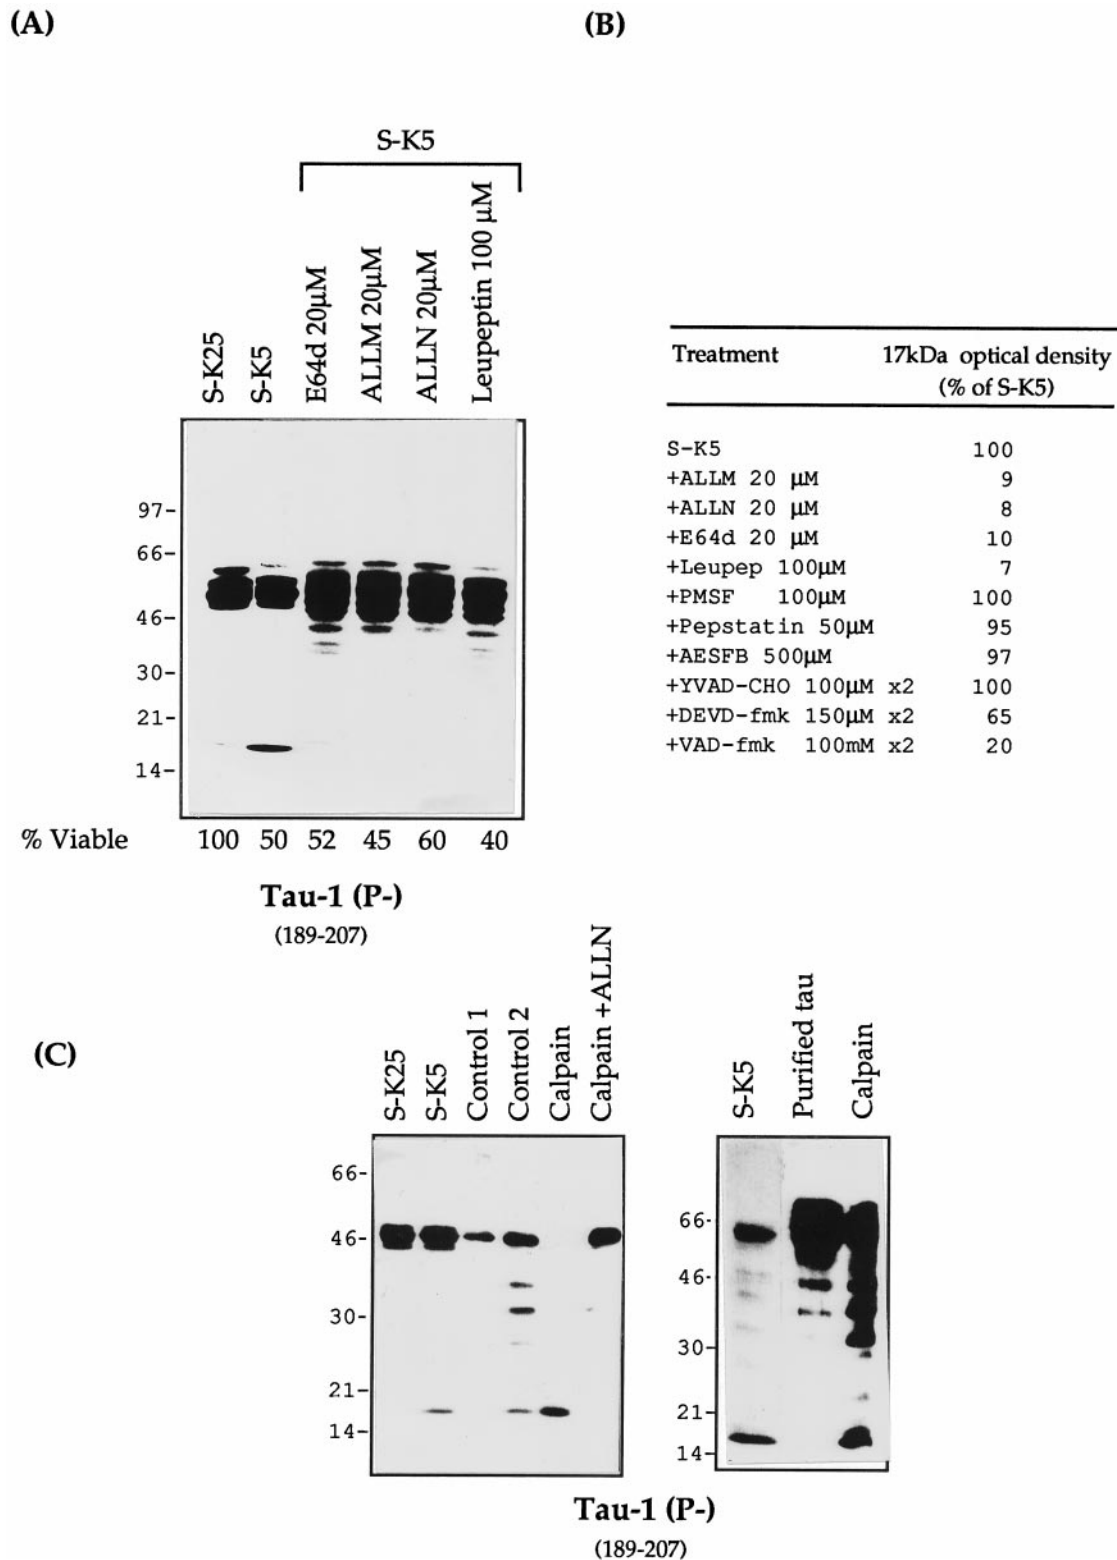 (A)
S-K5
S-K25
S-K5
E64d 20μM
ALLM 20μM
ALLN 20μM
Leupeptin 100 μM
97-
66-
46-
30-
21-
14-
% Viable 100 50 52 45 60 40
Tau-1 (P-)
(189-207)
(B)
Treatment 17kDa optical density
(% of S-K5)
S-K5 100
+ALLM 20 μM 9
+ALLN 20 μM 8
+E64d 20 μM 10
+Leupep 100μM 7
+PMSF 100μM 100
+Pepstatin 50μM 95
+AESFB 500μM 97
+YVAD-CHO 100μM x2 100
+DEVD-fmk 150μM x2 65
+VAD-fmk 100mM x2 20
(C)
S-K25
S-K5
Control 1
Control 2
Calpain
Calpain +ALLN
66-
46-
30-
21-
14-
S-K5
Purified tau
Calpain
66-
46-
30-
21-
14-
Tau-1 (P-)
(189-207)